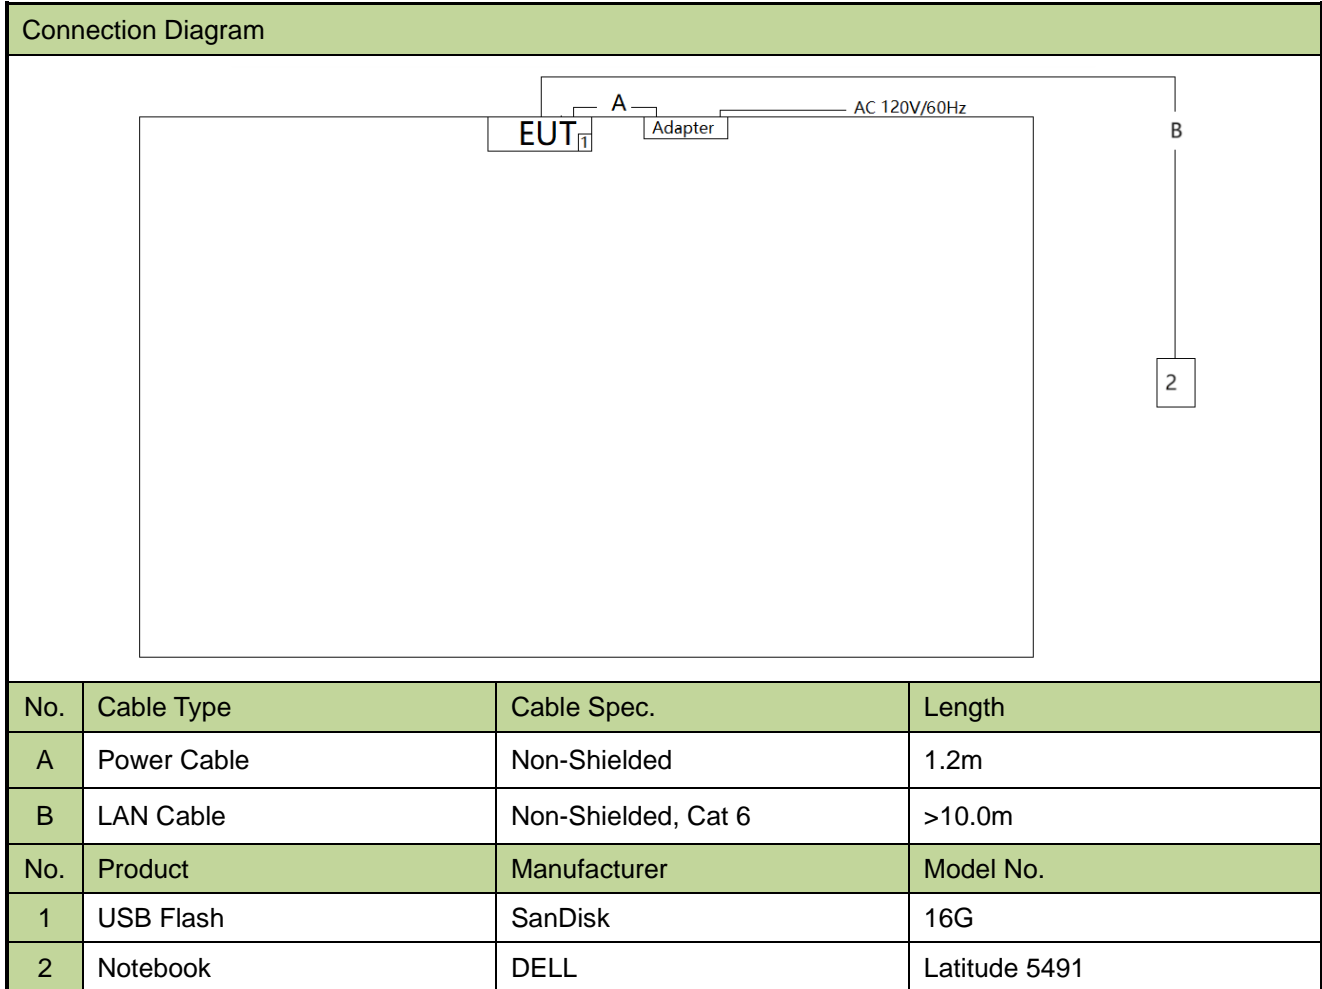 Connection Diagram
A
AC 120V/60Hz
EUT
1
Adapter
B
2
No. Cable Type Cable Spec. Length
A Power Cable Non-Shielded 1.2m
B LAN Cable Non-Shielded, Cat 6 >10.0m
No. Product Manufacturer Model No.
1 USB Flash SanDisk 16G
2 Notebook DELL Latitude 5491